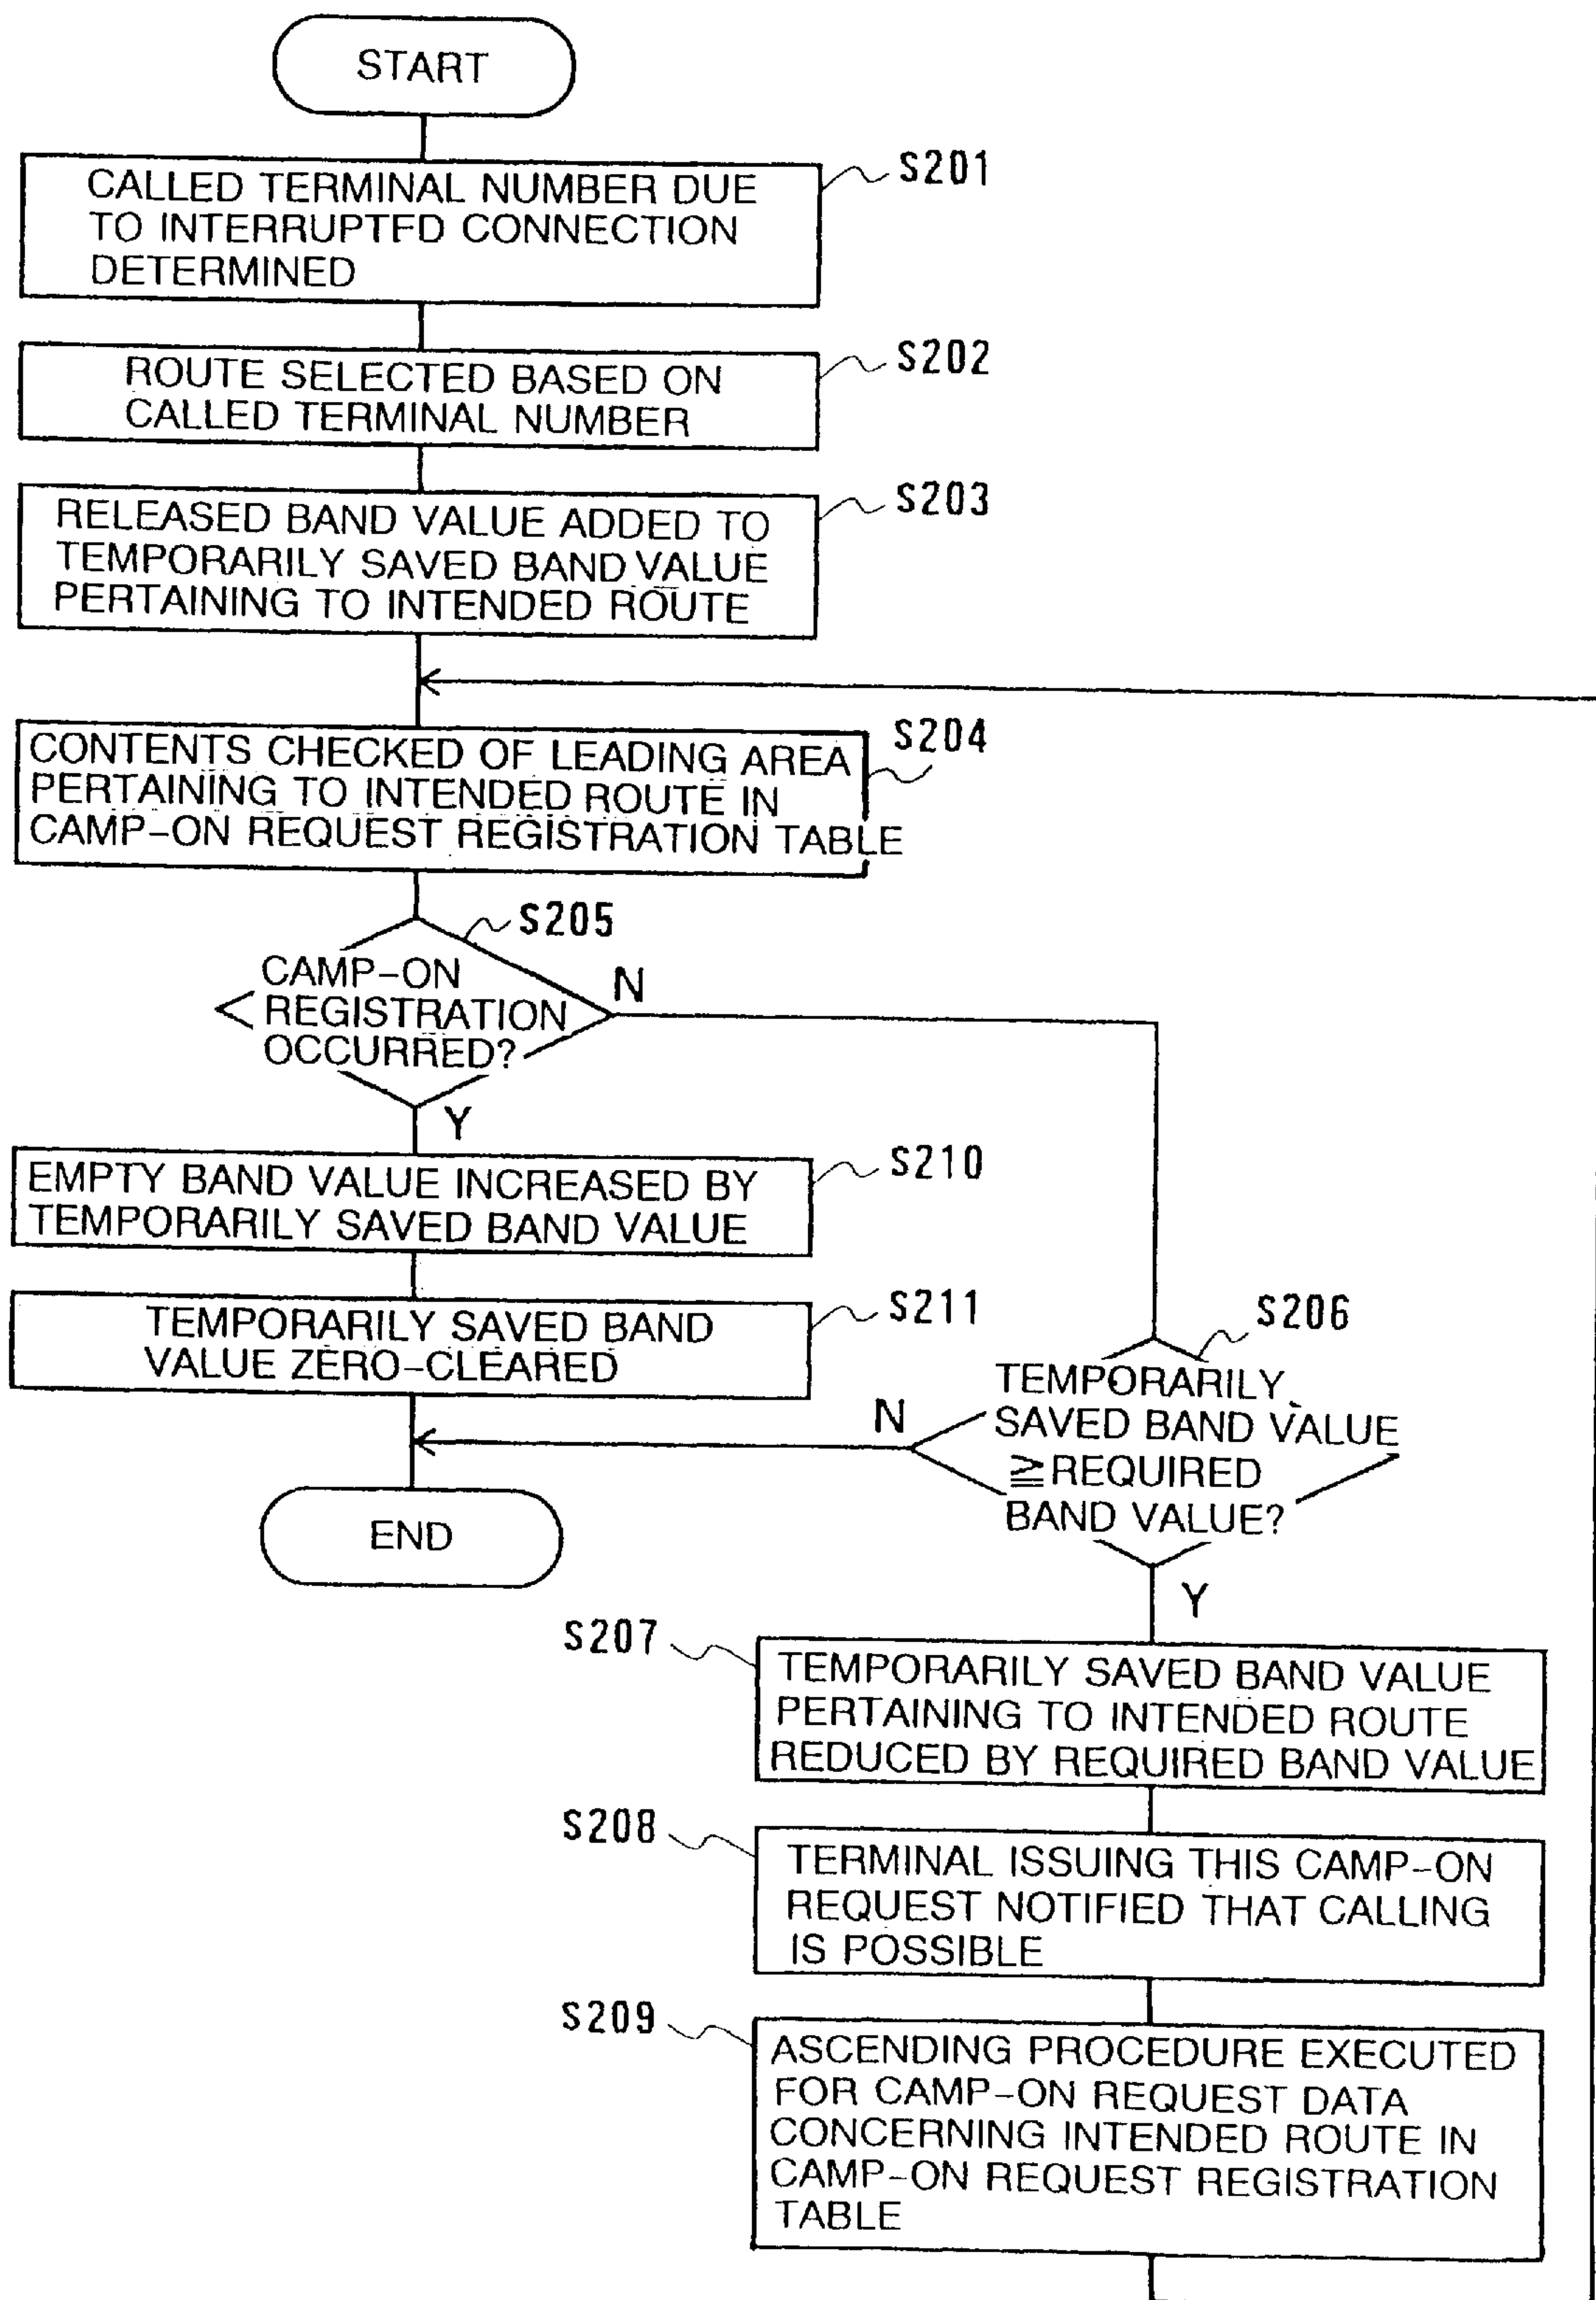 START
S201
CALLED TERMINAL NUMBER DUE
TO INTERRUPTFD CONNECTION
DETERMINED
S202
ROUTE SELECTED BASED ON
CALLED TERMINAL NUMBER
S203
RELEASED BAND VALUE ADDED TO
TEMPORARILY SAVED BAND VALUE
PERTAINING TO INTENDED ROUTE
S204
CONTENTS CHECKED OF LEADING AREA
PERTAINING TO INTENDED ROUTE IN
CAMP-ON REQUEST REGISTRATION TABLE
S205
CAMP-ON
REGISTRATION
OCCURRED?
N
Y
S210
EMPTY BAND VALUE INCREASED BY
TEMPORARILY SAVED BAND VALUE
S211
TEMPORARILY SAVED BAND
VALUE ZERO-CLEARED
S206
TEMPORARILY
SAVED BAND VALUE
≧REQUIRED
BAND VALUE?
N
END
Y
S207
TEMPORARILY SAVED BAND VALUE
PERTAINING TO INTENDED ROUTE
REDUCED BY REQUIRED BAND VALUE
S208
TERMINAL ISSUING THIS CAMP-ON
REQUEST NOTIFIED THAT CALLING
IS POSSIBLE
S209
ASCENDING PROCEDURE EXECUTED
FOR CAMP-ON REQUEST DATA
CONCERNING INTENDED ROUTE IN
CAMP-ON REQUEST REGISTRATION
TABLE